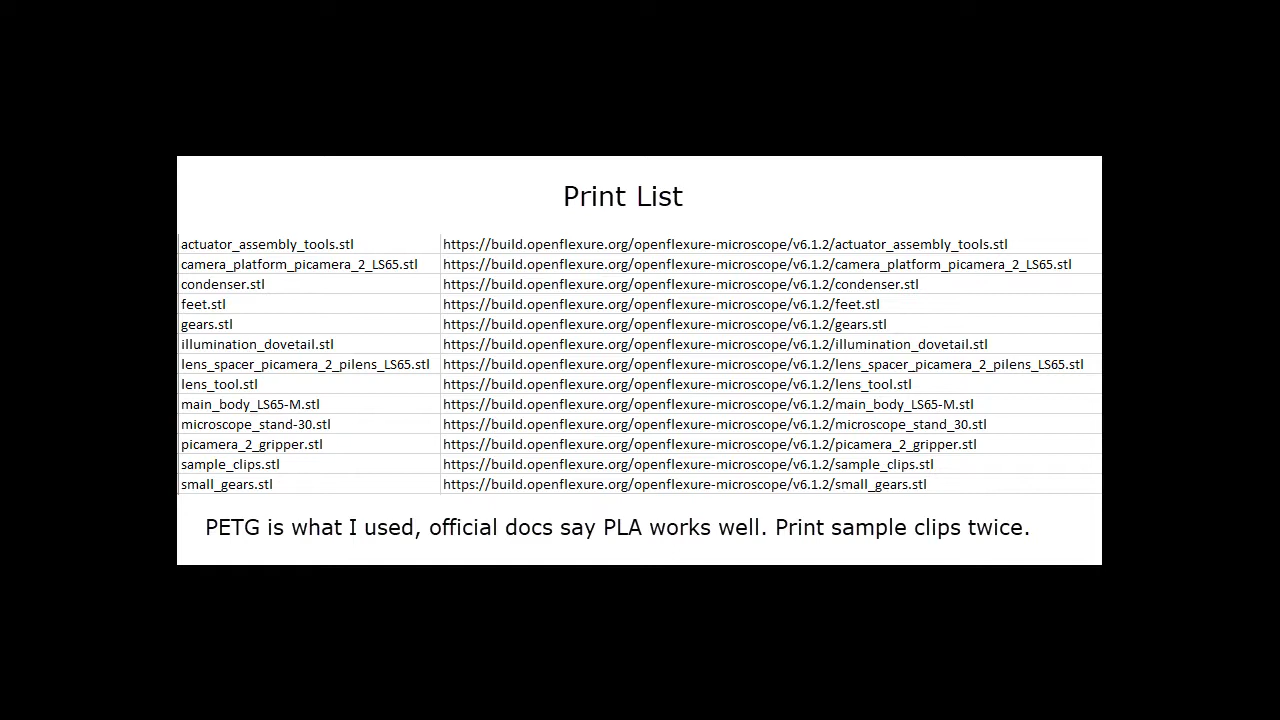 Print List
actuator_assembly_tools.stl https://build.openflexure.org/openflexure-microscope/v6.1.2/actuator_assembly_tools.stl
camera_platform_picamera_2_LS65.stl https://build.openflexure.org/openflexure-microscope/v6.1.2/camera_platform_picamera_2_LS65.stl
condenser.stl https://build.openflexure.org/openflexure-microscope/v6.1.2/condenser.stl
feet.stl https://build.openflexure.org/openflexure-microscope/v6.1.2/feet.stl
gears.stl https://build.openflexure.org/openflexure-microscope/v6.1.2/gears.stl
illumination_dovetail.stl https://build.openflexure.org/openflexure-microscope/v6.1.2/illumination_dovetail.stl
lens_spacer_picamera_2_pilens_LS65.stl https://build.openflexure.org/openflexure-microscope/v6.1.2/lens_spacer_picamera_2_pilens_LS65.stl
lens_tool.stl https://build.openflexure.org/openflexure-microscope/v6.1.2/lens_tool.stl
main_body_LS65-M.stl https://build.openflexure.org/openflexure-microscope/v6.1.2/main_body_LS65-M.stl
microscope_stand-30.stl https://build.openflexure.org/openflexure-microscope/v6.1.2/microscope_stand_30.stl
picamera_2_gripper.stl https://build.openflexure.org/openflexure-microscope/v6.1.2/picamera_2_gripper.stl
sample_clips.stl https://build.openflexure.org/openflexure-microscope/v6.1.2/sample_clips.stl
small_gears.stl https://build.openflexure.org/openflexure-microscope/v6.1.2/small_gears.stl
PETG is what I used, official docs say PLA works well. Print sample clips twice.